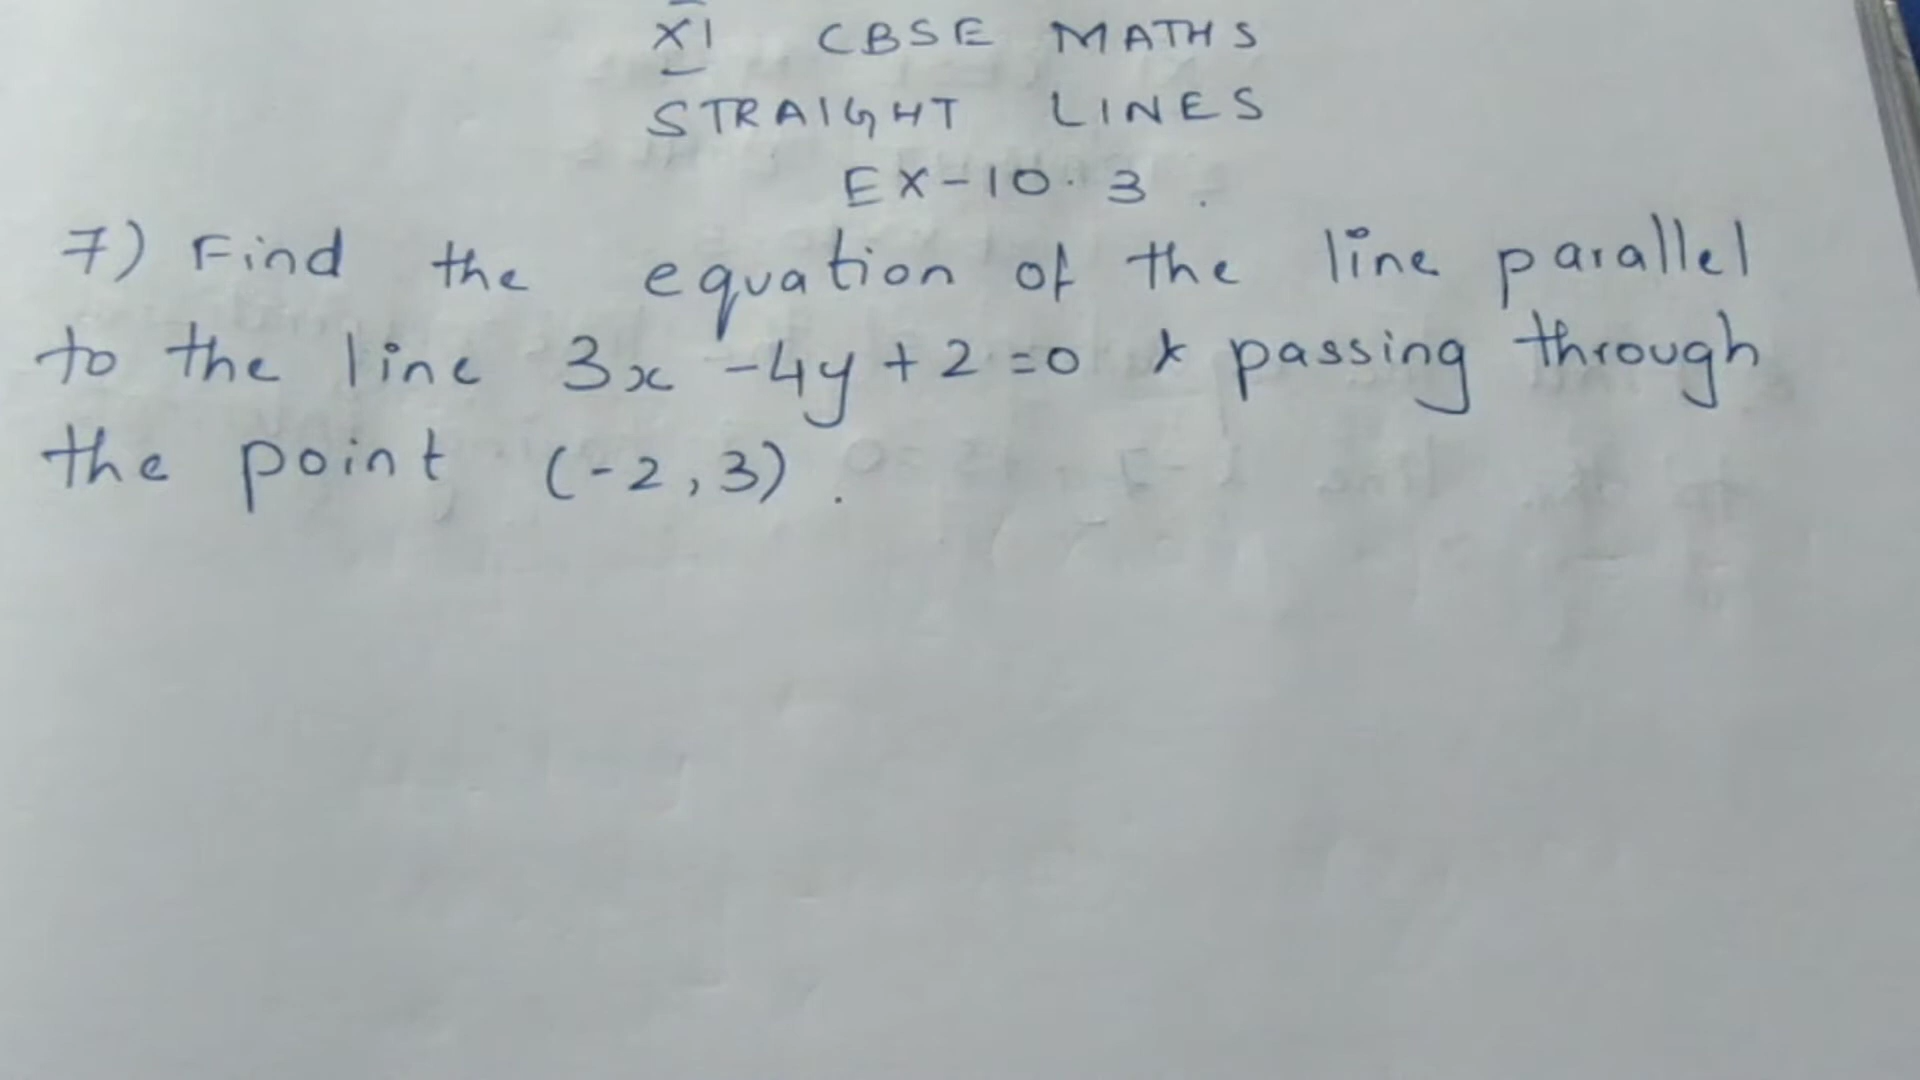 XI CBSE MATHS
STRAIGHT LINES
EX-10.3.
7) Find the equation of the line parallel
to the line 3x -4y +2 =0 & passing through
the point (-2,3).